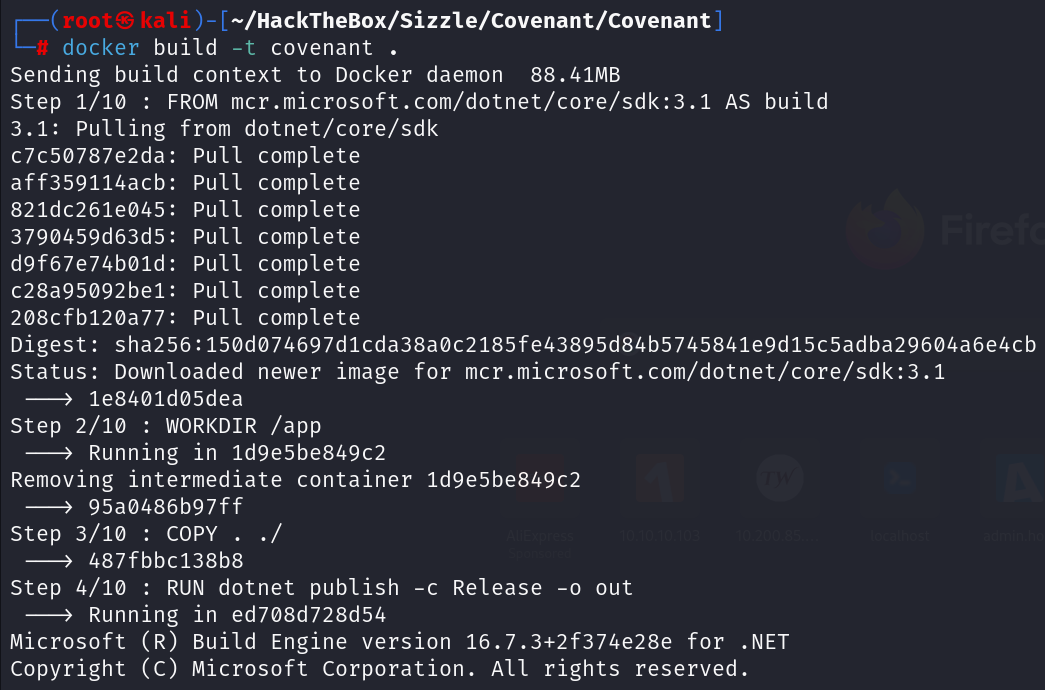 ┌──(root㉿kali)-[~/HackTheBox/Sizzle/Covenant/Covenant]
└─# docker build -t covenant .
Sending build context to Docker daemon  88.41MB
Step 1/10 : FROM mcr.microsoft.com/dotnet/core/sdk:3.1 AS build
3.1: Pulling from dotnet/core/sdk
c7c50787e2da: Pull complete
aff359114acb: Pull complete
821dc261e045: Pull complete
3790459d63d5: Pull complete
d9f67e74b01d: Pull complete
c28a95092be1: Pull complete
208cfb120a77: Pull complete
Digest: sha256:150d074697d1cda38a0c2185fe43895d84b5745841e9d15c5adba29604a6e4cb
Status: Downloaded newer image for mcr.microsoft.com/dotnet/core/sdk:3.1
 ---> 1e8401d05dea
Step 2/10 : WORKDIR /app
 ---> Running in 1d9e5be849c2
Removing intermediate container 1d9e5be849c2
 ---> 95a0486b97ff
Step 3/10 : COPY . ./
 ---> 487fbbc138b8
Step 4/10 : RUN dotnet publish -c Release -o out
 ---> Running in ed708d728d54
Microsoft (R) Build Engine version 16.7.3+2f374e28e for .NET
Copyright (C) Microsoft Corporation. All rights reserved.